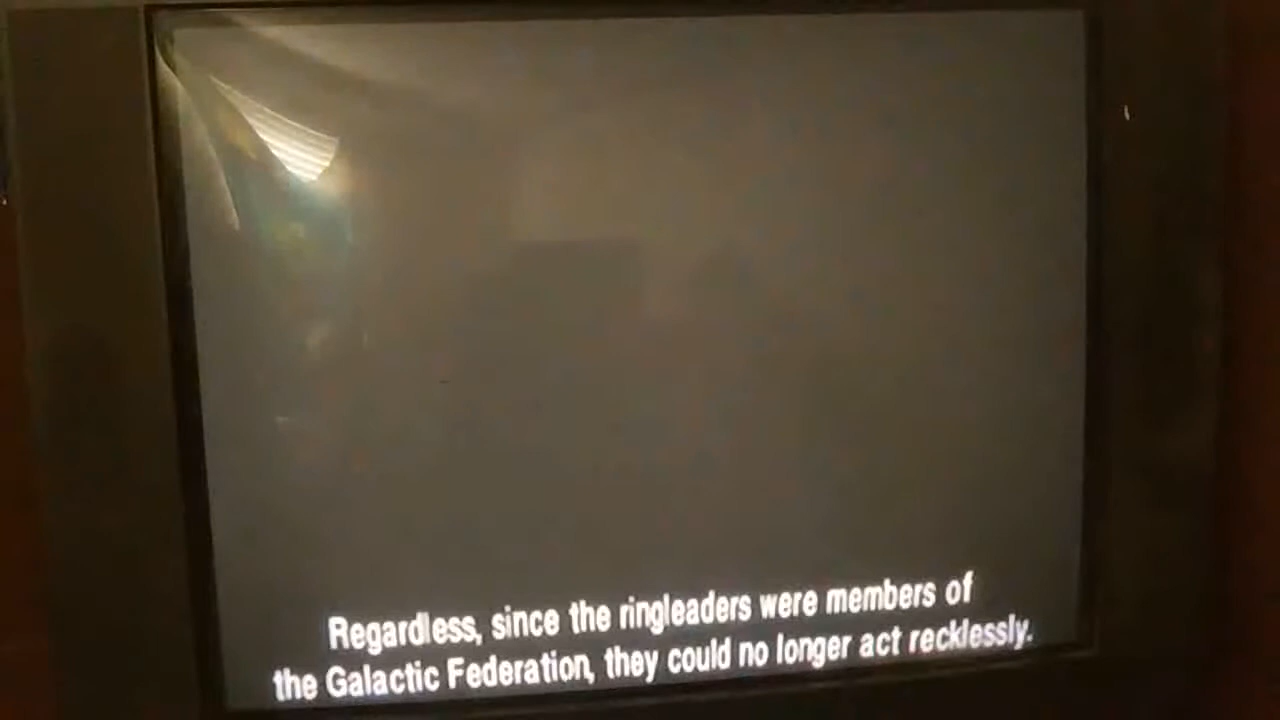 Regardless, since the ringleaders were members of
the Galactic Federation, they could no longer act recklessly.